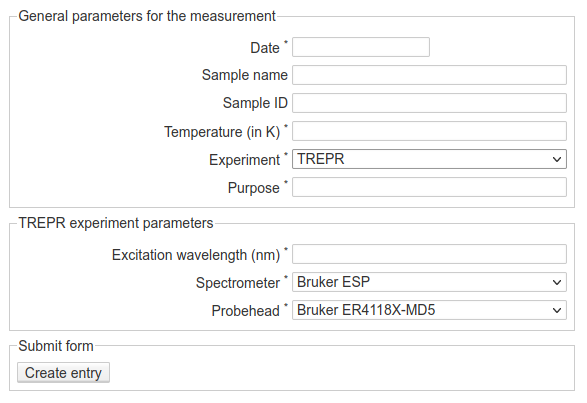 General parameters for the measurement
Date *
Sample name
Sample ID
Temperature (in K) *
Experiment * TREPR
Purpose *
TREPR experiment parameters
Excitation wavelength (nm) *
Spectrometer * Bruker ESP
Probehead * Bruker ER4118X-MD5
Submit form
Create entry